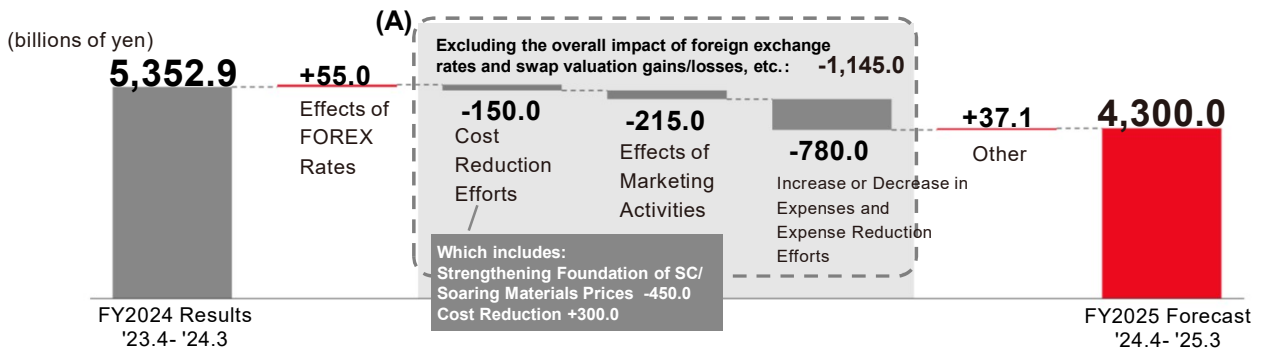 (A)
(billions of yen)
Excluding the overall impact of foreign exchange
rates and swap valuation gains/losses, etc.: -1,145.0
5,352.9
+55.0
Effects of
FOREX
Rates
-150.0
Cost
Reduction
Efforts
-215.0
Effects of
Marketing
Activities
-780.0
Increase or Decrease in
Expenses and
Expense Reduction
Efforts
+37.1
Other
4,300.0
Which includes:
Strengthening Foundation of SC/
Soaring Materials Prices -450.0
Cost Reduction +300.0
FY2024 Results
'23.4- '24.3
FY2025 Forecast
'24.4- '25.3